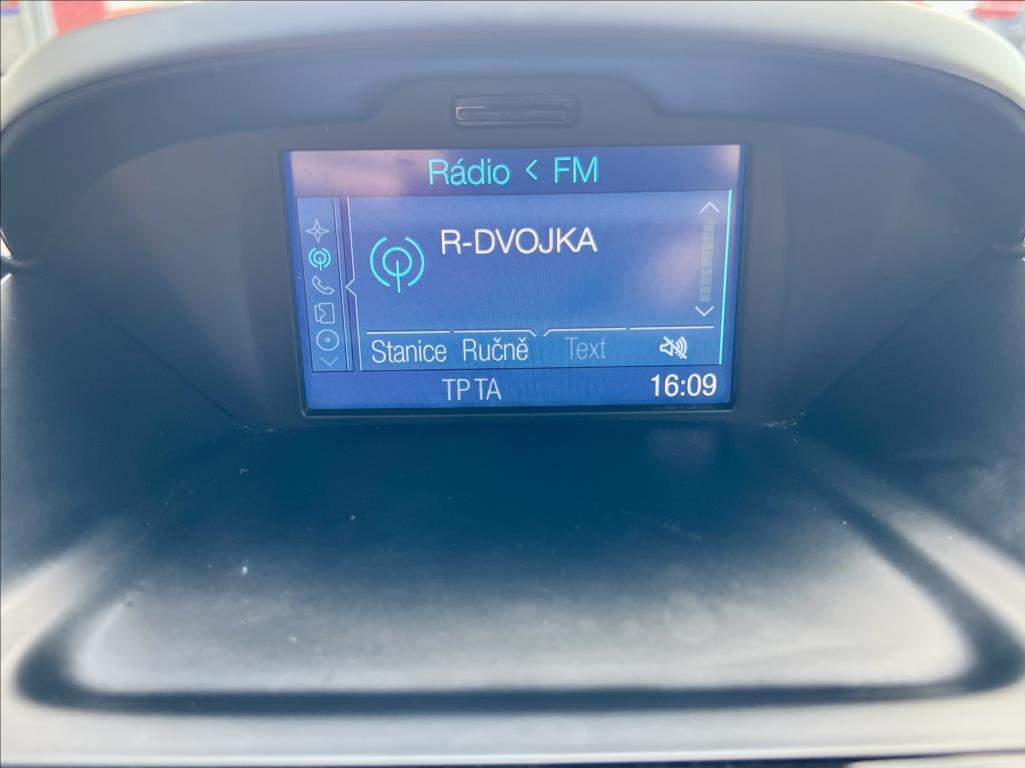 Rádio < FM
R-DVOJKA
Stanice Ručně Text
TP TA 16:09